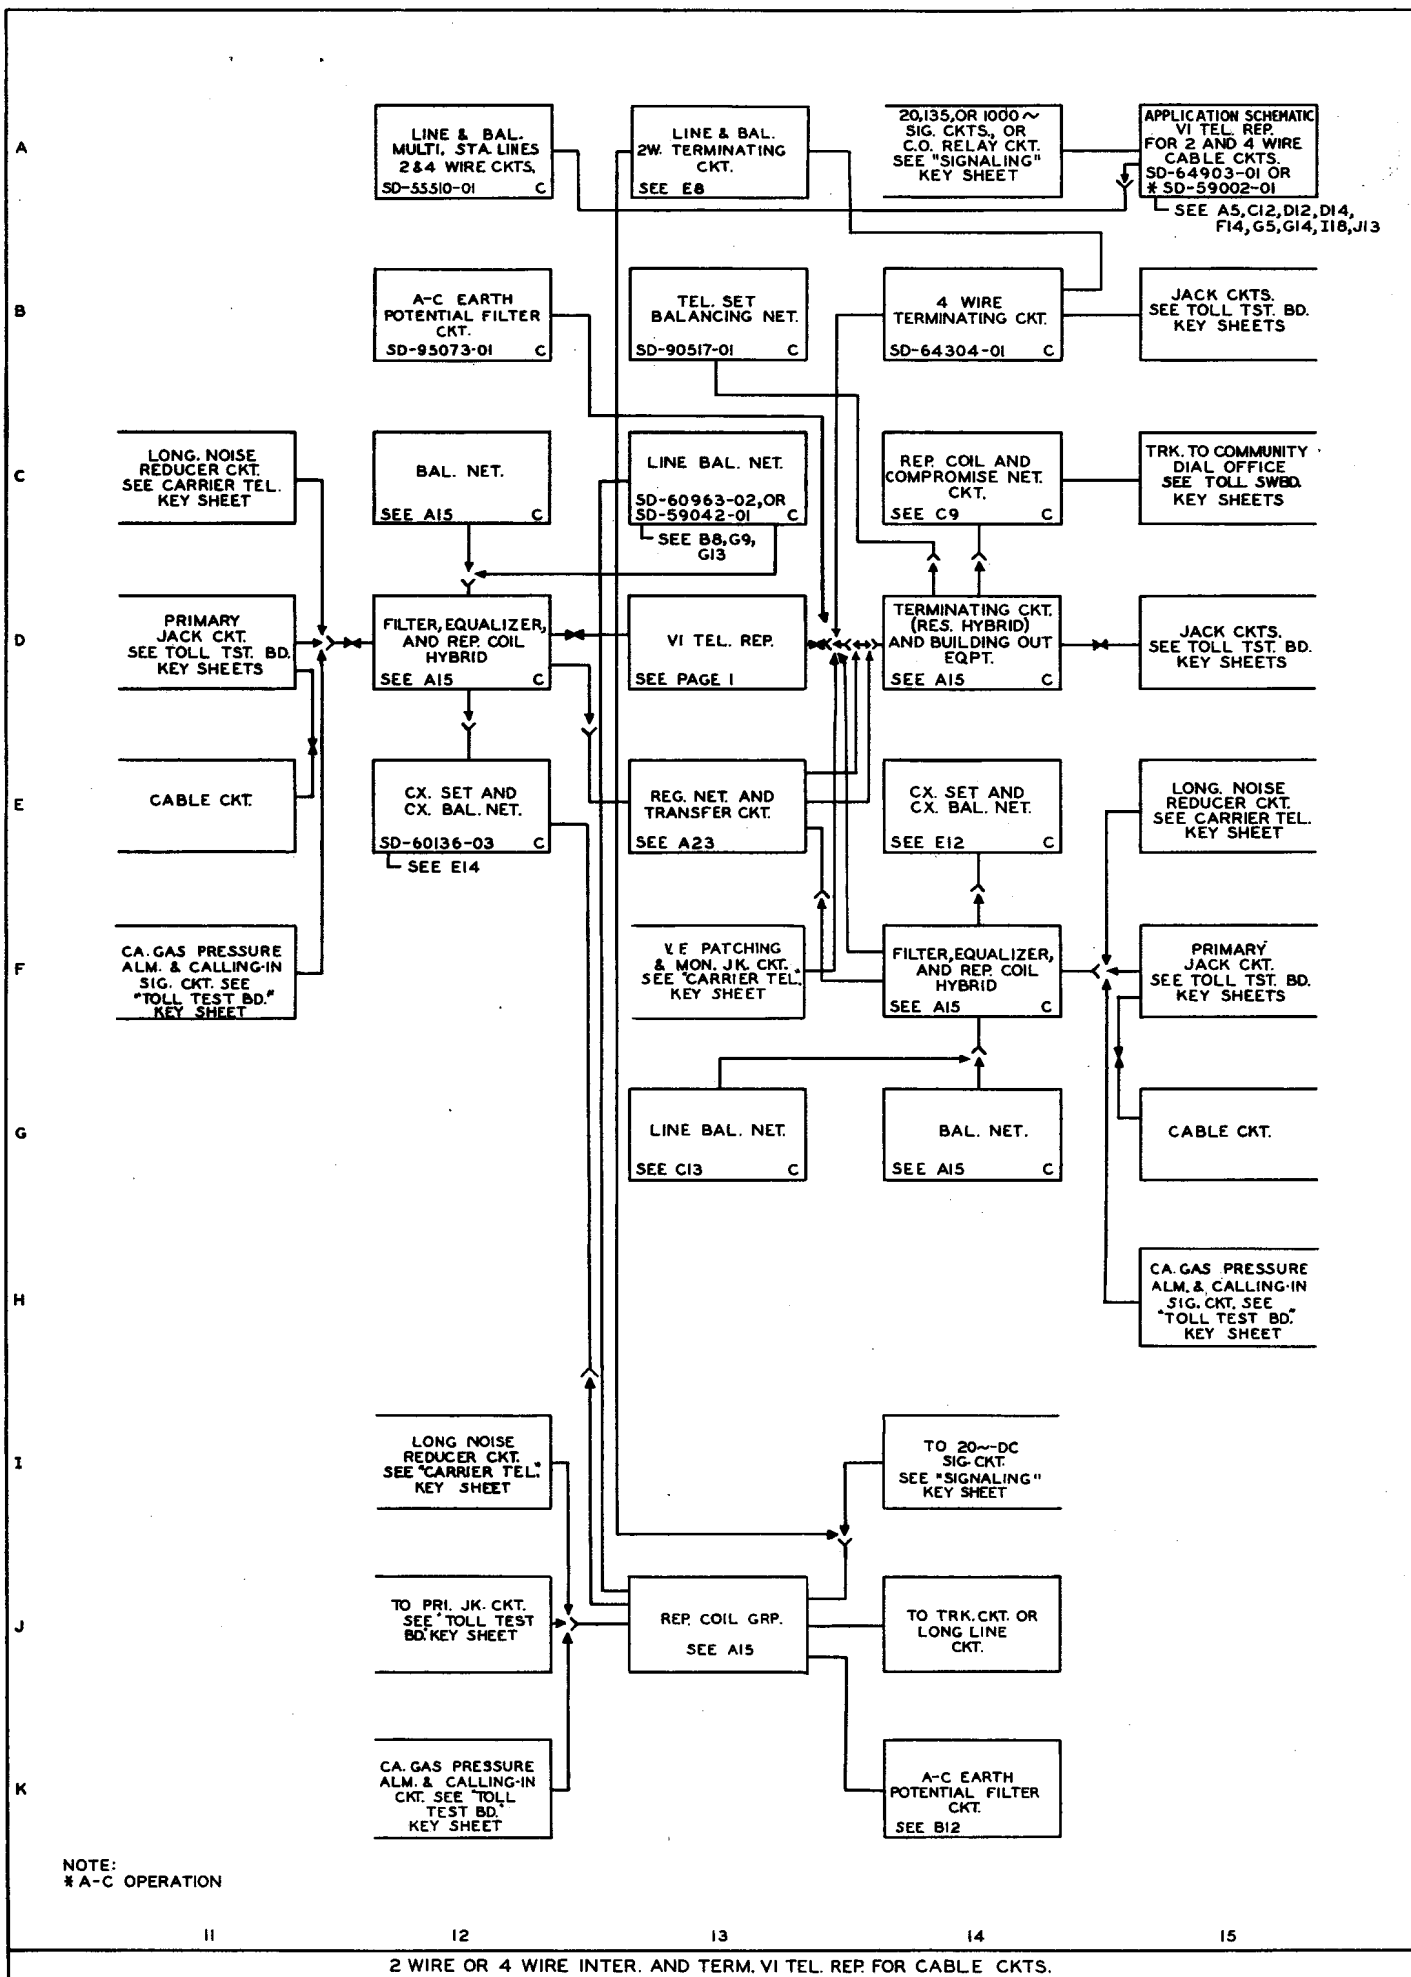 A
LINE & BAL.
MULTI. STA. LINES
2&4 WIRE CKTS,
SD-55510-01 C
LINE & BAL.
2W. TERMINATING
CKT.
SEE E8
20,135,OR 1000~
SIG. CKTS., OR
C.O. RELAY CKT.
SEE "SIGNALING"
KEY SHEET
APPLICATION SCHEMATIC
V1 TEL. REP.
FOR 2 AND 4 WIRE
CABLE CKTS.
SD-64903-01 OR
* SD-59002-01
SEE A5,C12,D12,D14,
F14,G5,G14,I18,J13
B
A-C EARTH
POTENTIAL FILTER
CKT.
SD-95073-01 C
TEL. SET
BALANCING NET.
SD-90517-01 C
4 WIRE
TERMINATING CKT.
SD-64304-01 C
JACK CKTS.
SEE TOLL TST. BD.
KEY SHEETS
C
LONG. NOISE
REDUCER CKT.
SEE CARRIER TEL.
KEY SHEET
BAL. NET.
SEE A15 C
LINE BAL. NET.
SD-60963-02,OR
SD-59042-01 C
SEE B8,G9,
G13
REP. COIL AND
COMPROMISE NET.
CKT.
SEE C9 C
TRK. TO COMMUNITY
DIAL OFFICE
SEE TOLL SWBD.
KEY SHEETS
D
PRIMARY
JACK CKT.
SEE TOLL TST. BD.
KEY SHEETS
FILTER,EQUALIZER,
AND REP. COIL
HYBRID
SEE A15 C
V1 TEL. REP.
SEE PAGE 1
TERMINATING CKT.
(RES. HYBRID)
AND BUILDING OUT
EQPT.
SEE A15 C
JACK CKTS.
SEE TOLL TST. BD.
KEY SHEETS
E
CABLE CKT.
CX. SET AND
CX. BAL. NET.
SD-60136-03 C
SEE E14
REG. NET. AND
TRANSFER CKT.
SEE A23
CX. SET AND
CX. BAL. NET.
SEE E12 C
LONG. NOISE
REDUCER CKT.
SEE CARRIER TEL.
KEY SHEET
F
CA. GAS PRESSURE
ALM. & CALLING-IN
SIG. CKT. SEE
"TOLL TEST BD."
KEY SHEET
V.F. PATCHING
& MON. JK. CKT.
SEE "CARRIER TEL."
KEY SHEET
FILTER,EQUALIZER,
AND REP. COIL
HYBRID
SEE A15 C
PRIMARY
JACK CKT.
SEE TOLL TST. BD.
KEY SHEETS
G
LINE BAL. NET.
SEE C13 C
BAL. NET.
SEE A15 C
CABLE CKT.
H
CA. GAS PRESSURE
ALM. & CALLING-IN
SIG. CKT. SEE
"TOLL TEST BD."
KEY SHEET
I
LONG NOISE
REDUCER CKT.
SEE "CARRIER TEL."
KEY SHEET
TO 20~-DC
SIG. CKT.
SEE "SIGNALING"
KEY SHEET
J
TO PRI. JK. CKT.
SEE "TOLL TEST
BD." KEY SHEET
REP. COIL GRP.
SEE A15
TO TRK. CKT. OR
LONG LINE
CKT.
K
CA. GAS PRESSURE
ALM. & CALLING-IN
CKT. SEE "TOLL
TEST BD."
KEY SHEET
A-C EARTH
POTENTIAL FILTER
CKT.
SEE B12
NOTE:
* A-C OPERATION
11 12 13 14 15
2 WIRE OR 4 WIRE INTER. AND TERM. V1 TEL. REP. FOR CABLE CKTS.